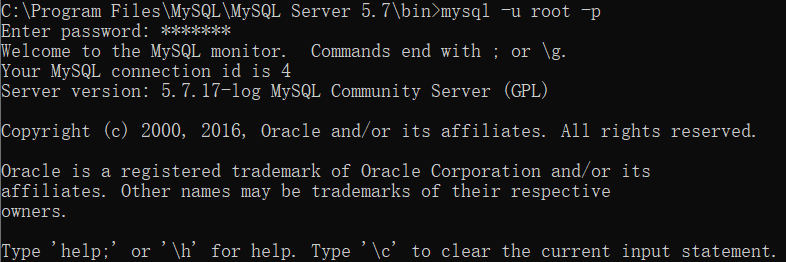 C:\Program Files\MySQL\MySQL Server 5.7\bin>mysql -u root -p
Enter password: *******
Welcome to the MySQL monitor.  Commands end with ; or \g.
Your MySQL connection id is 4
Server version: 5.7.17-log MySQL Community Server (GPL)
Copyright (c) 2000, 2016, Oracle and/or its affiliates. All rights reserved.
Oracle is a registered trademark of Oracle Corporation and/or its
affiliates. Other names may be trademarks of their respective
owners.
Type 'help;' or '\h' for help. Type '\c' to clear the current input statement.